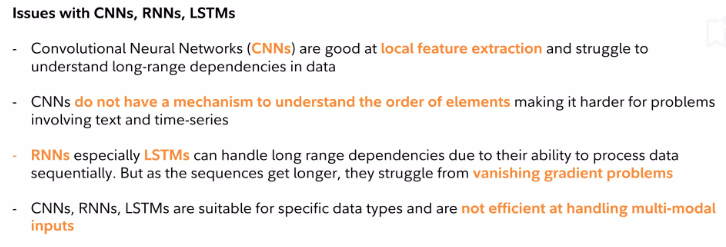 Issues with CNNs, RNNs, LSTMs
- Convolutional Neural Networks (CNNs) are good at local feature extraction and struggle to
understand long-range dependencies in data
- CNNs do not have a mechanism to understand the order of elements making it harder for problems
involving text and time-series
- RNNs especially LSTMs can handle long range dependencies due to their ability to process data
sequentially. But as the sequences get longer, they struggle from vanishing gradient problems
- CNNs, RNNs, LSTMs are suitable for specific data types and are not efficient at handling multi-modal
inputs